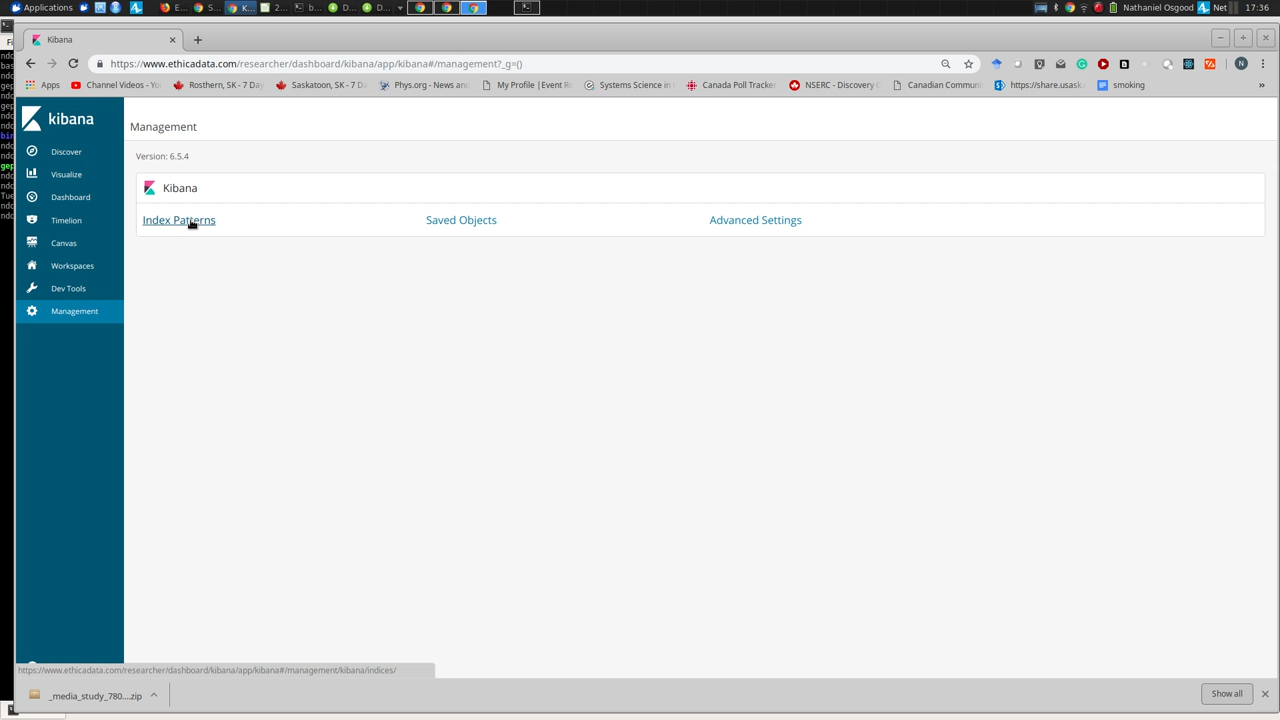 Applications
E...
S...
K...
2...
b...
D...
D...
Nathaniel Osgood
Net
17:36
Kibana
https://www.ethicadata.com/researcher/dashboard/kibana/app/kibana#/management?_g=()
N
Apps
Channel Videos - Yo
Rosthern, SK - 7 Day
Saskatoon, SK - 7 D
Phys.org - News and
My Profile | Event R
Systems Science in
Canada Poll Tracker
NSERC - Discovery
Canadian Commun
https://share.usask.
smoking
»
kibana
Discover
Visualize
Dashboard
Timelion
Canvas
Workspaces
Dev Tools
Management
Management
Version: 6.5.4
Kibana
Index Patterns
Saved Objects
Advanced Settings
https://www.ethicadata.com/researcher/dashboard/kibana/app/kibana#/management/kibana/indices/
_media_study_780....zip
Show all